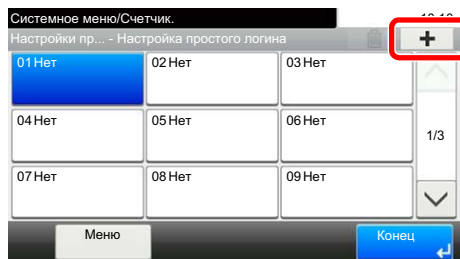 Системное меню/Счетчик.
Настройки пр... - Настройка простого логина
+
01 Нет 02 Нет 03 Нет
04 Нет 05 Нет 06 Нет
1/3
07 Нет 08 Нет 09 Нет
Меню Конец